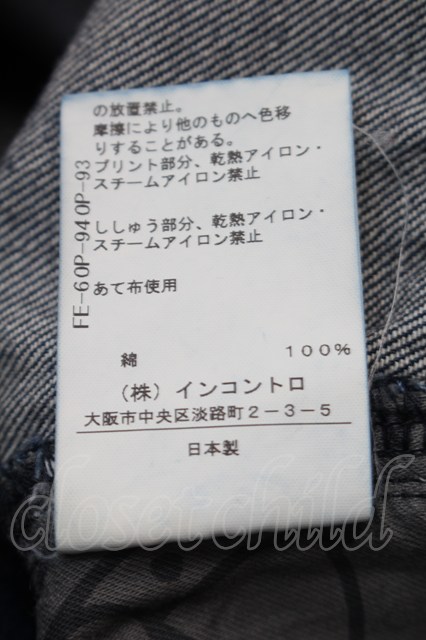 の放置禁止。
摩擦により他のものへ色移
りすることがある。
プリント部分、乾熱アイロン・
スチームアイロン禁止
ししゅう部分、乾熱アイロン・
スチームアイロン禁止
あて布使用
FE-60P-940P-93
綿 100%
（株）インコントロ
大阪市中央区淡路町2-3-5
日本製
closet child